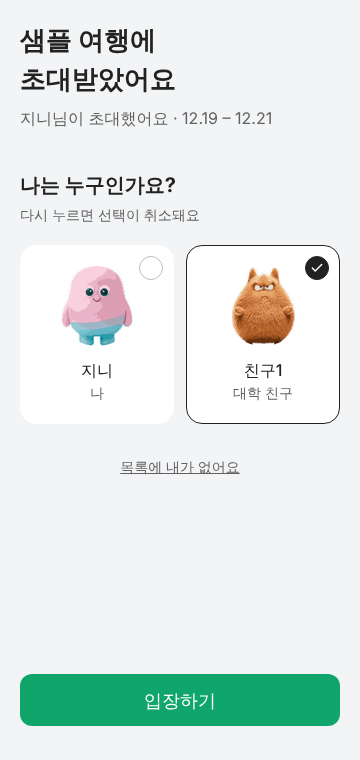 샘플 여행에
초대받았어요
지니님이 초대했어요 · 12.19 – 12.21
나는 누구인가요?
다시 누르면 선택이 취소돼요
지니
나
친구1
대학 친구
목록에 내가 없어요
입장하기